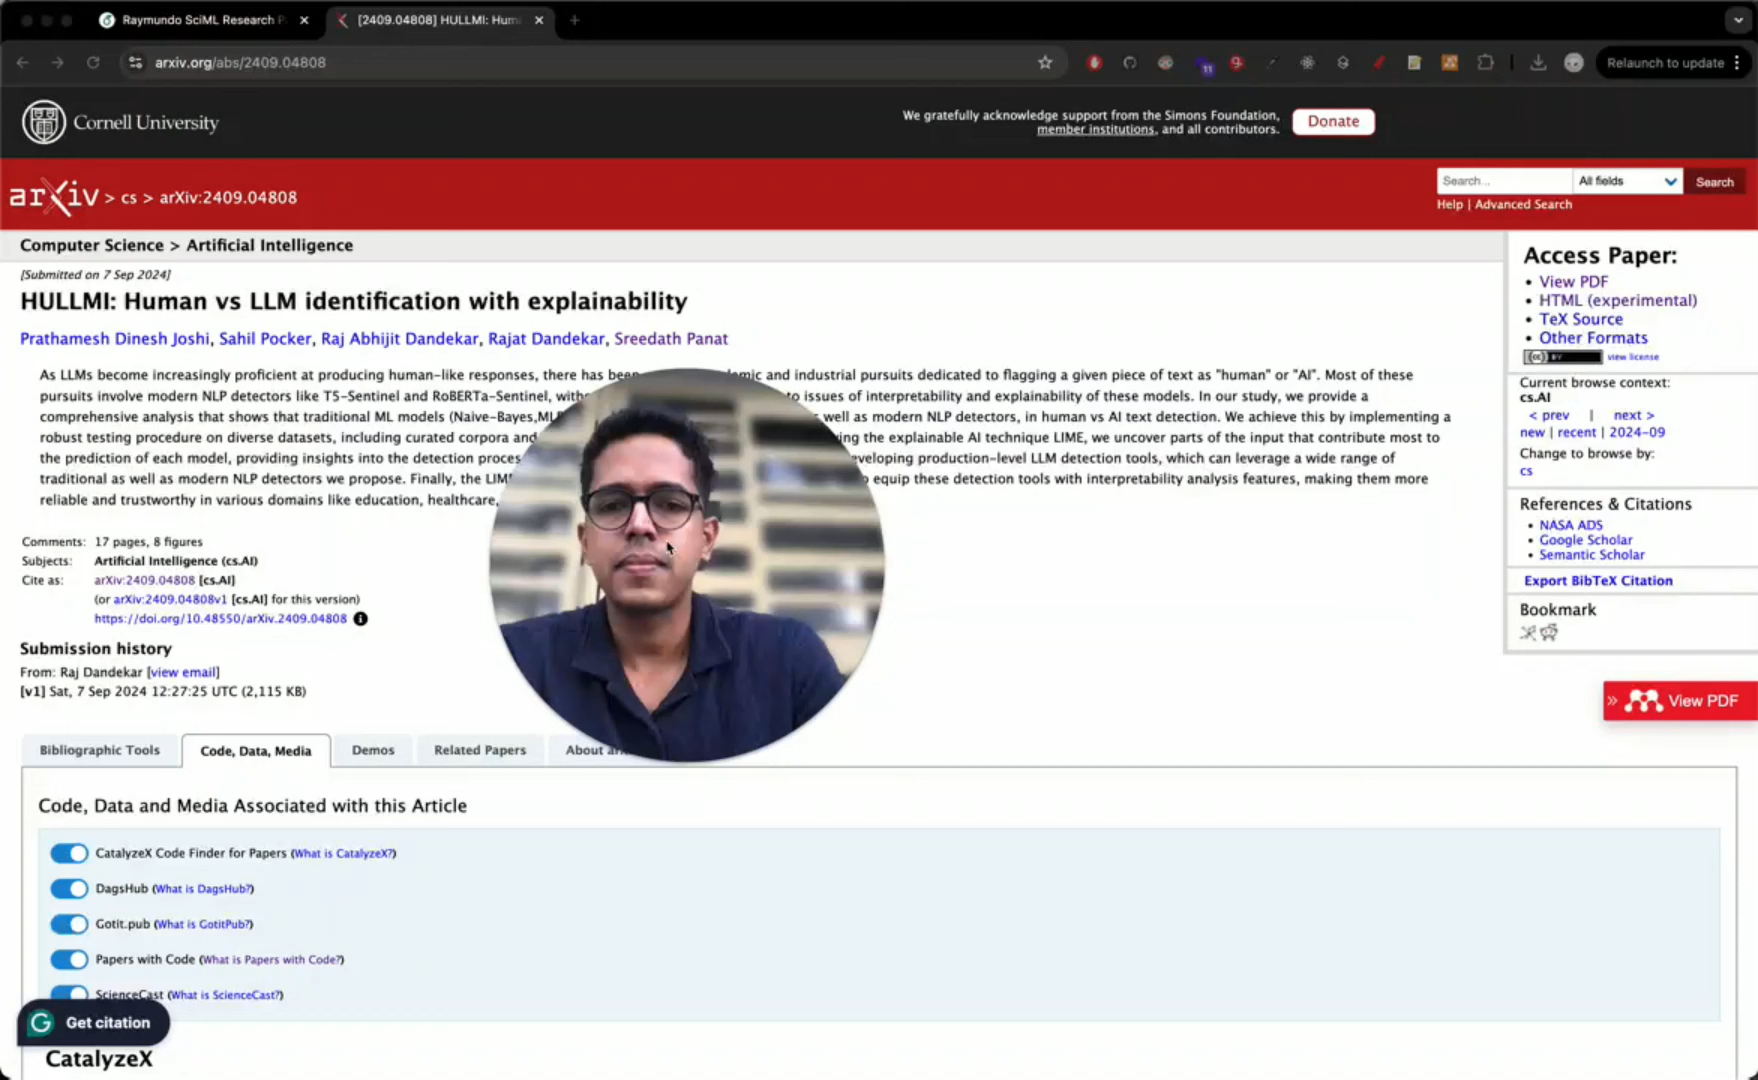 Raymundo SciML Research P
[2409.04808] HULLMI: Hum
arxiv.org/abs/2409.04808
11
Relaunch to update
Cornell University
We gratefully acknowledge support from the Simons Foundation,
member institutions, and all contributors.
Donate
arXiv > cs > arXiv:2409.04808
Search...
All fields
Search
Help | Advanced Search
Computer Science > Artificial Intelligence
[Submitted on 7 Sep 2024]
HULLMI: Human vs LLM identification with explainability
Prathamesh Dinesh Joshi, Sahil Pocker, Raj Abhijit Dandekar, Rajat Dandekar, Sreedath Panat
As LLMs become increasingly proficient at producing human-like responses, there has been and industrial pursuits dedicated to flagging a given piece of text as "human" or "AI". Most of these
pursuits involve modern NLP detectors like T5-Sentinel and RoBERTa-Sentinel, to issues of interpretability and explainability of these models. In our study, we provide a
comprehensive analysis that shows that traditional ML models (Naive-Bayes, well as modern NLP detectors, in human vs AI text detection. We achieve this by implementing a
robust testing procedure on diverse datasets, including curated corpora and the explainable AI technique LIME, we uncover parts of the input that contribute most to
the prediction of each model, providing insights into the detection production-level LLM detection tools, which can leverage a wide range of
traditional as well as modern NLP detectors we propose. Finally, the equip these detection tools with interpretability analysis features, making them more
reliable and trustworthy in various domains like education, healthcare,
Comments: 17 pages, 8 figures
Subjects: Artificial Intelligence (cs.AI)
Cite as: arXiv:2409.04808 [cs.AI]
(or arXiv:2409.04808v1 [cs.AI] for this version)
https://doi.org/10.48550/arXiv.2409.04808
Submission history
From: Raj Dandekar [view email]
[v1] Sat, 7 Sep 2024 12:27:25 UTC (2,115 KB)
Access Paper:
View PDF
HTML (experimental)
TeX Source
Other Formats
(cc) BY view license
Current browse context:
cs.AI
< prev | next >
new | recent | 2024-09
Change to browse by:
cs
References & Citations
NASA ADS
Google Scholar
Semantic Scholar
Export BibTeX Citation
Bookmark
» View PDF
Bibliographic Tools
Code, Data, Media
Demos
Related Papers
About
Code, Data and Media Associated with this Article
CatalyzeX Code Finder for Papers (What is CatalyzeX?)
DagsHub (What is DagsHub?)
Gotit.pub (What is GotitPub?)
Papers with Code (What is Papers with Code?)
ScienceCast (What is ScienceCast?)
Get citation
CatalyzeX